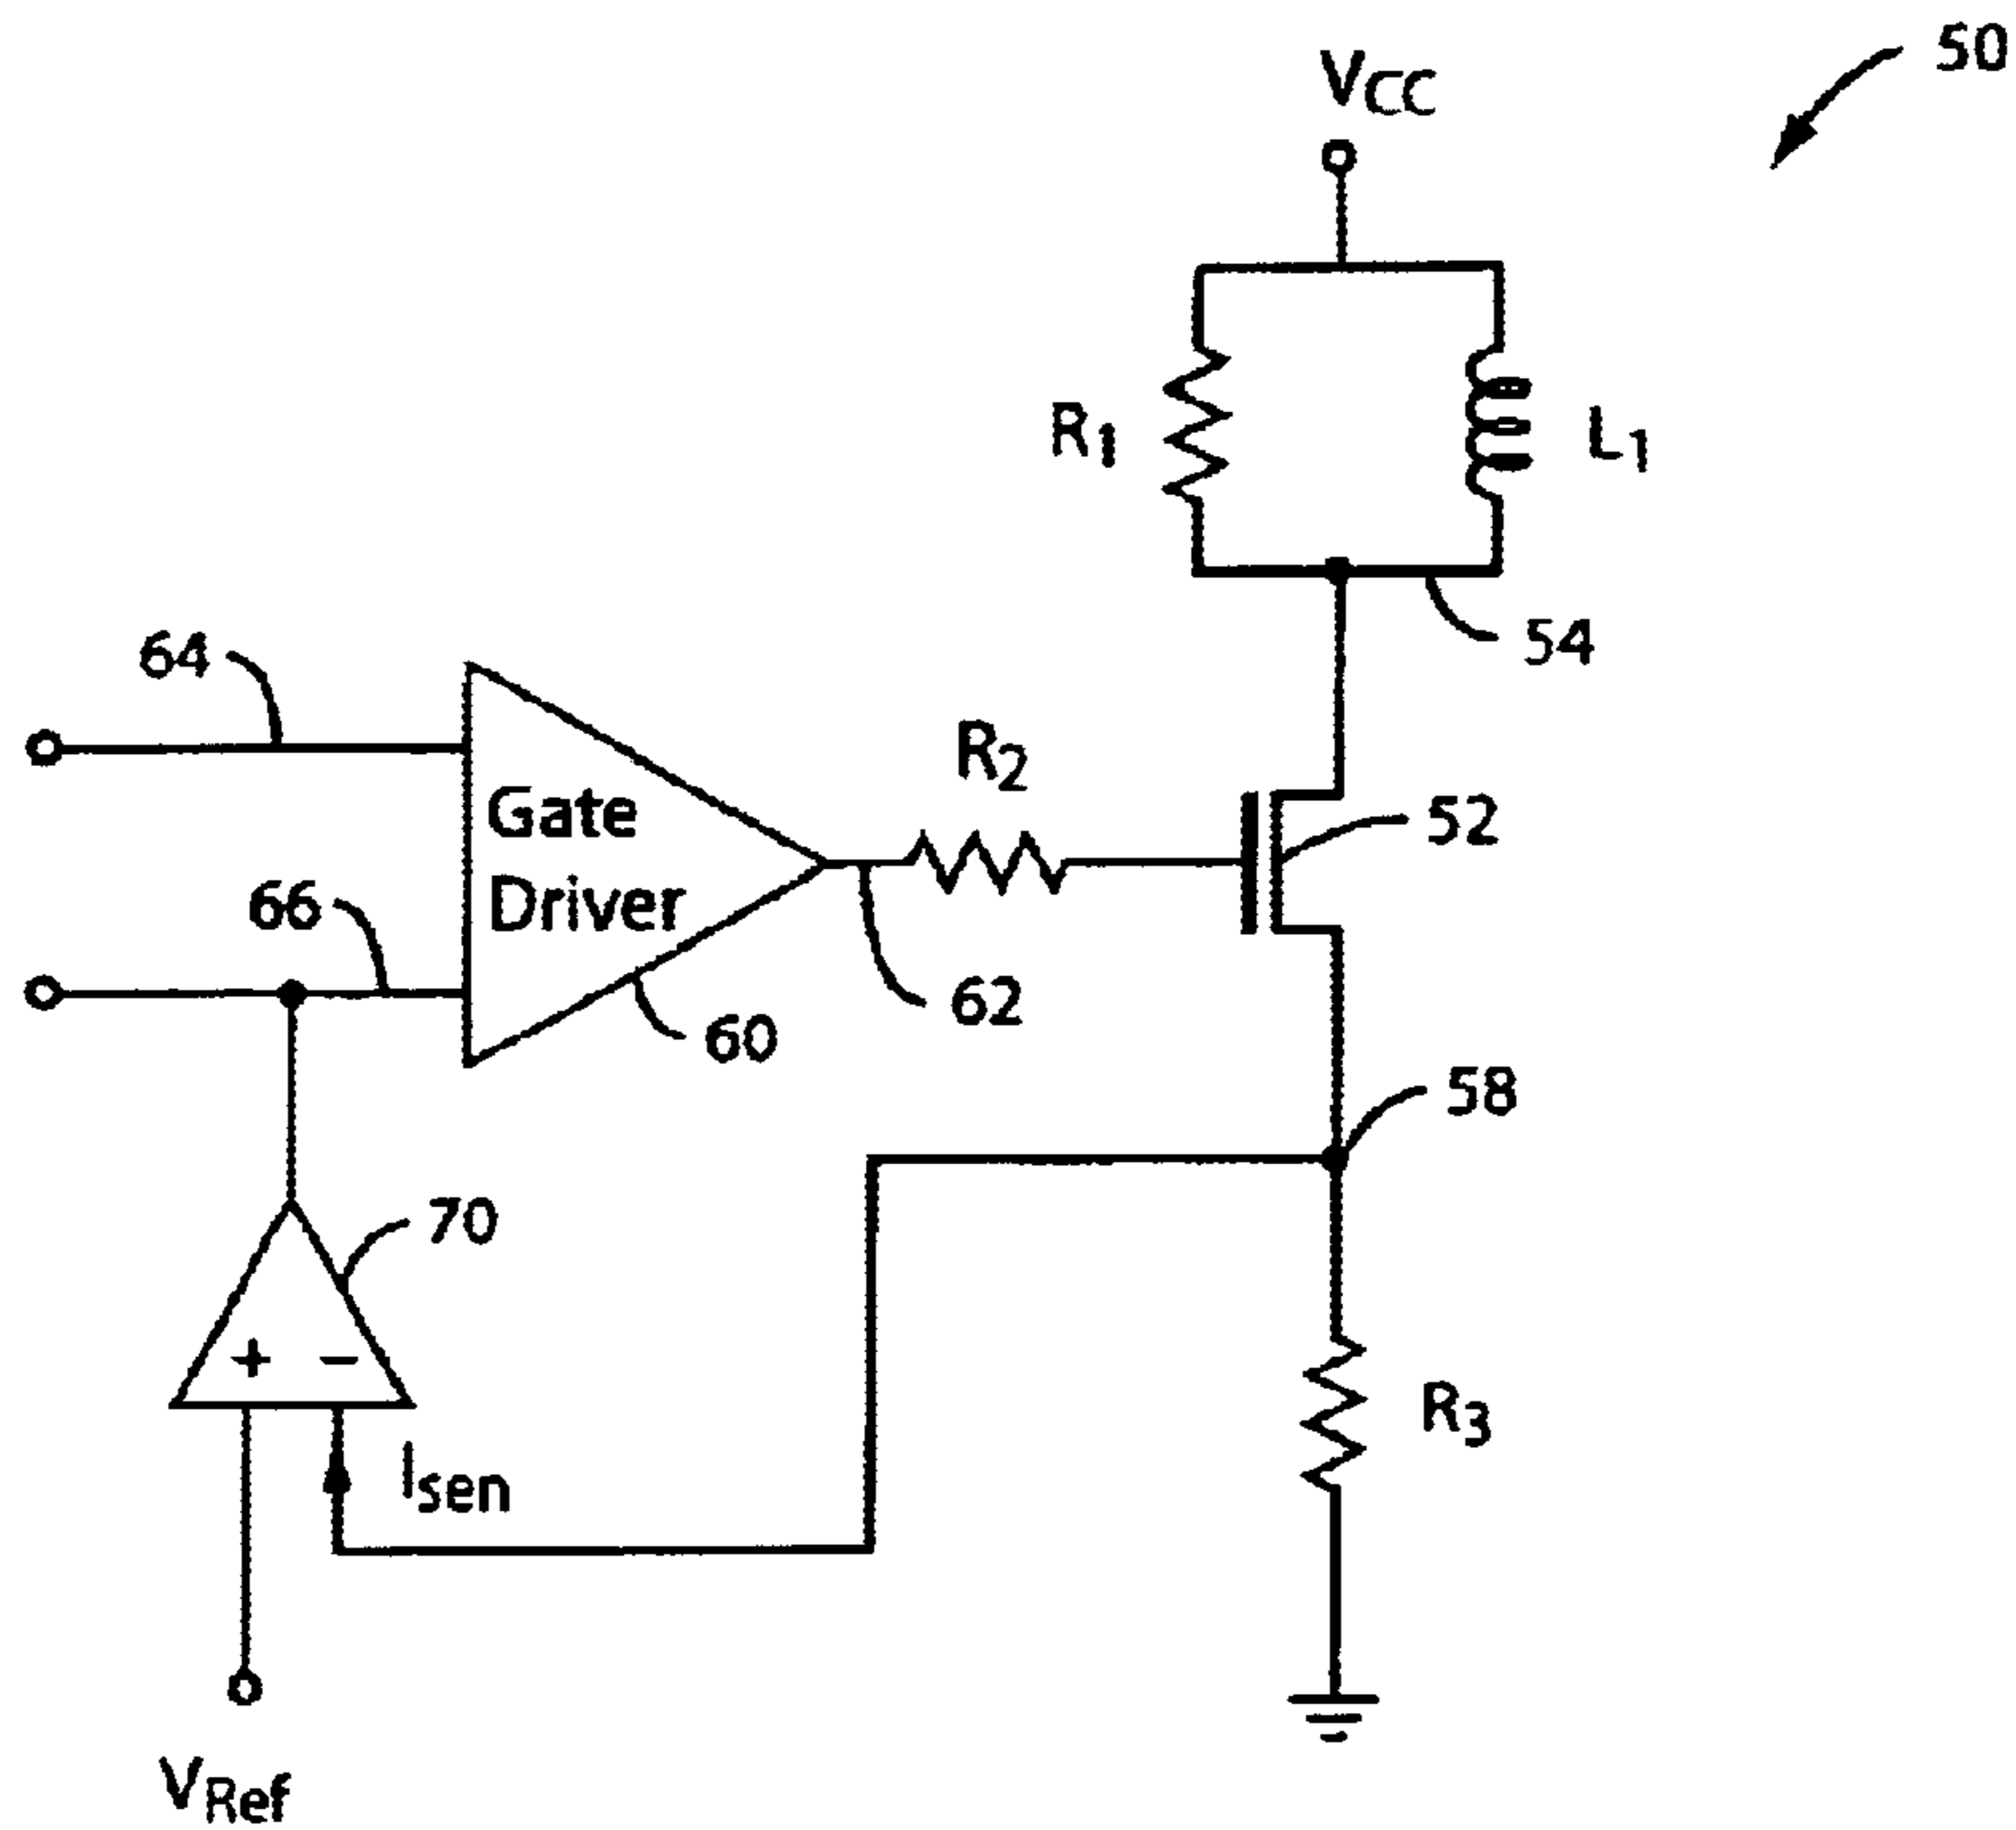 50
VCC
R1
L1
54
64
R2
Gate
Driver
52
66
62
60
58
70
+ −
R3
Isen
VRef